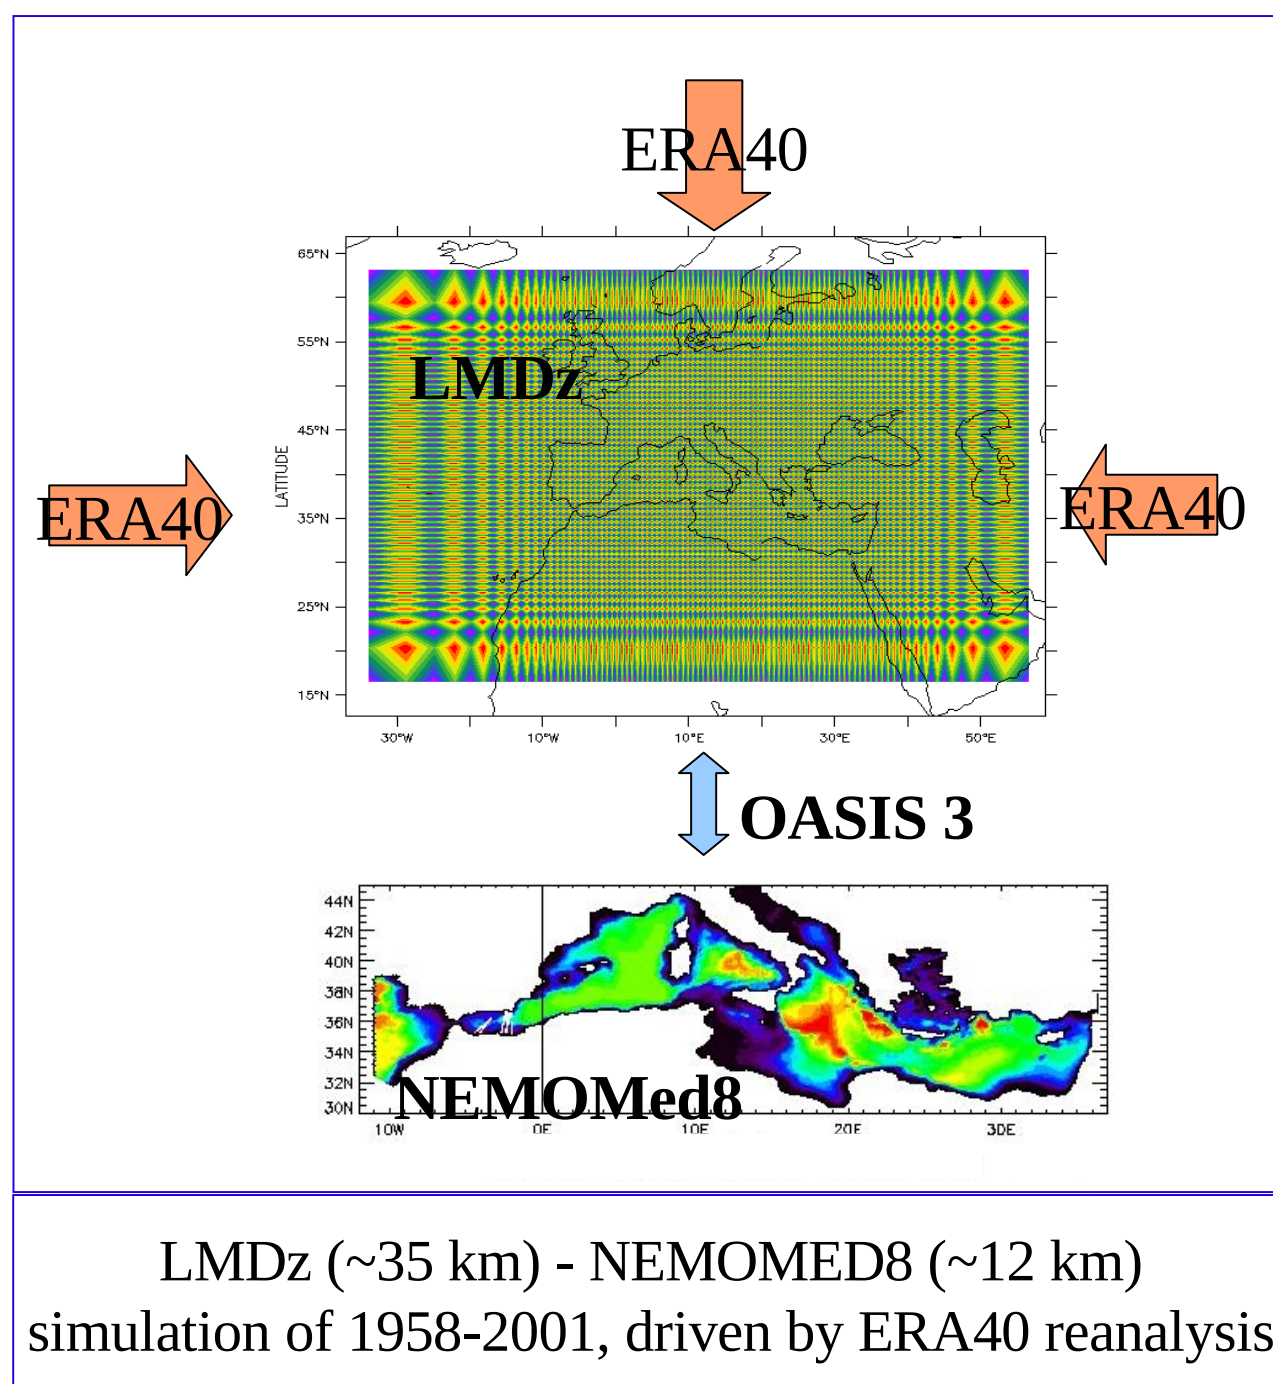 ERA40
65°N
55°N
45°N
35°N
25°N
15°N
LATITUDE
LMDz
ERA40
ERA40
30°W 10°W 10°E 30°E 50°E
OASIS 3
44N
42N
40N
38N
36N
34N
32N
30N
NEMOMed8
10W 0E 10E 20E 30E
LMDz (~35 km) - NEMOMED8 (~12 km)
simulation of 1958-2001, driven by ERA40 reanalysis